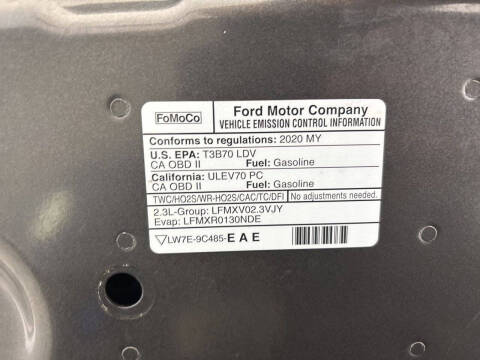 FoMoCo
Ford Motor Company
VEHICLE EMISSION CONTROL INFORMATION
Conforms to regulations: 2020 MY
U.S. EPA: T3B70 LDV
CA OBD II Fuel: Gasoline
California: ULEV70 PC
CA OBD II Fuel: Gasoline
TWC/HO2S/WR-HO2S/CAC/TC/DFI No adjustments needed.
2.3L-Group: LFMXV02.3VJY
Evap: LFMXR0130NDE
LW7E-9C485-E A E